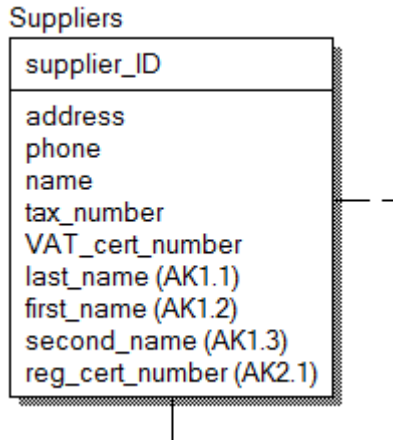 Suppliers
supplier_ID
address
phone
name
tax_number
VAT_cert_number
last_name (AK1.1)
first_name (AK1.2)
second_name (AK1.3)
reg_cert_number (AK2.1)